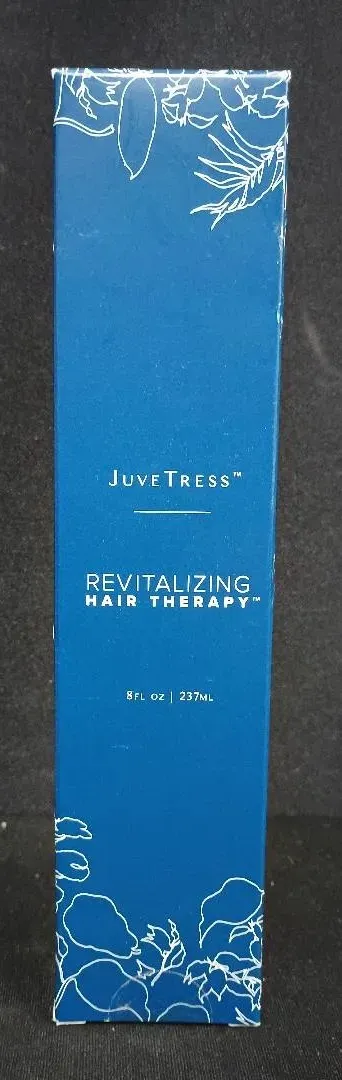 JuveTress™
REVITALIZING
HAIR THERAPY™
8FL OZ | 237ML